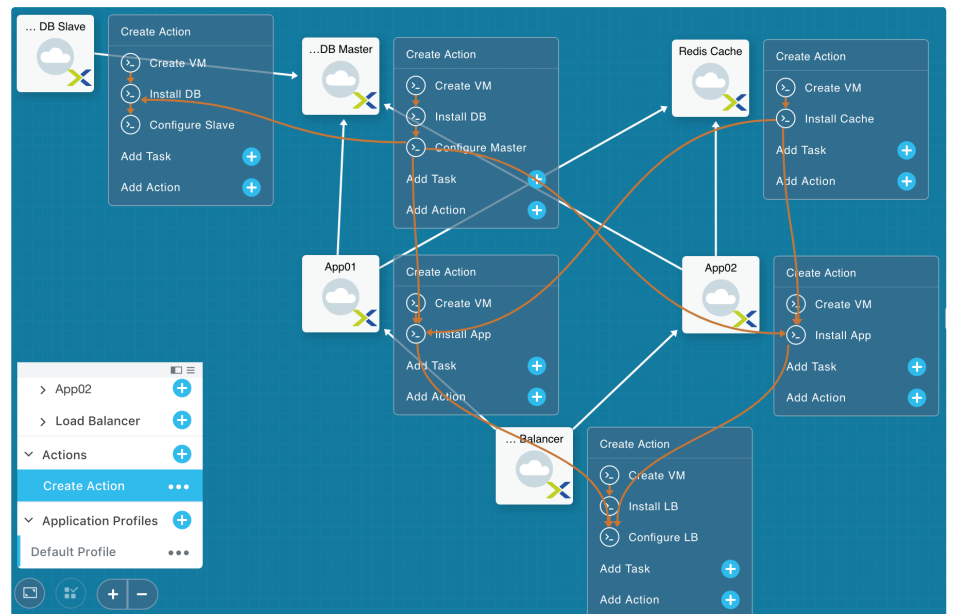 ... DB Slave
Create Action
Create VM
Install DB
Configure Slave
Add Task
Add Action
...DB Master
Create Action
Create VM
Install DB
Configure Master
Add Task
Add Action
Redis Cache
Create Action
Create VM
Install Cache
Add Task
Add Action
App01
Create Action
Create VM
Install App
Add Task
Add Action
App02
Create Action
Create VM
Install App
Add Task
Add Action
... Balancer
Create Action
Create VM
Install LB
Configure LB
Add Task
Add Action
App02
Load Balancer
Actions
Create Action
Application Profiles
Default Profile